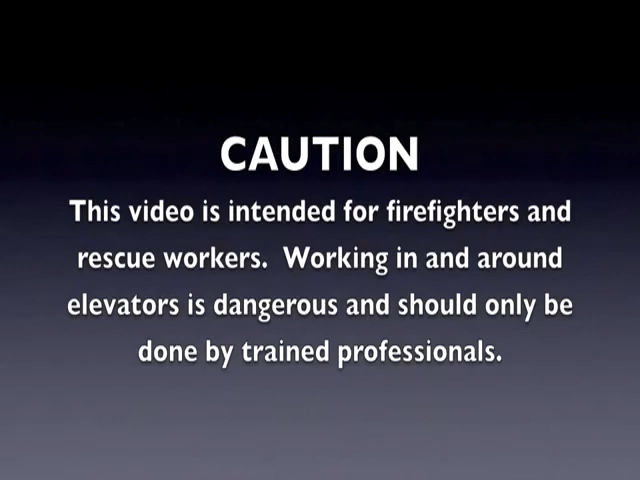 CAUTION
This video is intended for firefighters and
rescue workers.  Working in and around
elevators is dangerous and should only be
done by trained professionals.